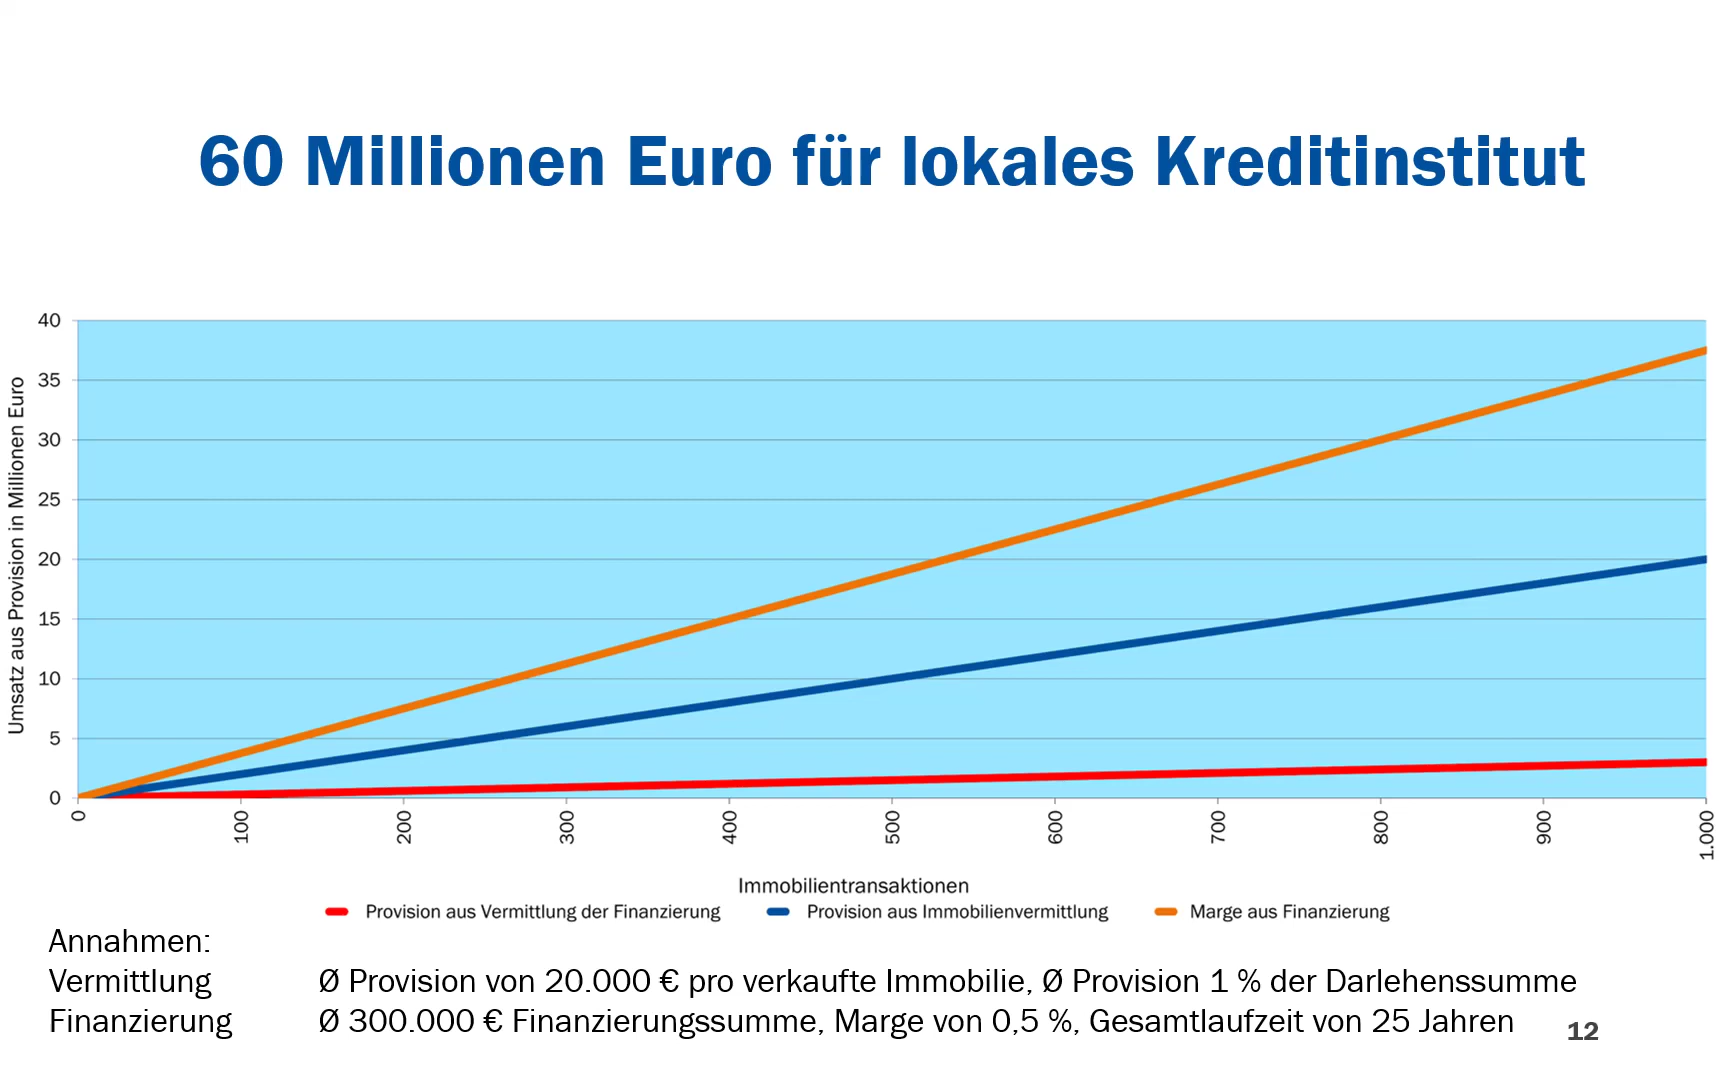 60 Millionen Euro für lokales Kreditinstitut
Umsatz aus Provision in Millionen Euro
40
35
30
25
20
15
10
5
0
0
100
200
300
400
500
600
700
800
900
1.000
Immobilientransaktionen
Provision aus Vermittlung der Finanzierung
Provision aus Immobilienvermittlung
Marge aus Finanzierung
Annahmen:
Vermittlung Ø Provision von 20.000 € pro verkaufte Immobilie, Ø Provision 1 % der Darlehenssumme
Finanzierung Ø 300.000 € Finanzierungssumme, Marge von 0,5 %, Gesamtlaufzeit von 25 Jahren
12